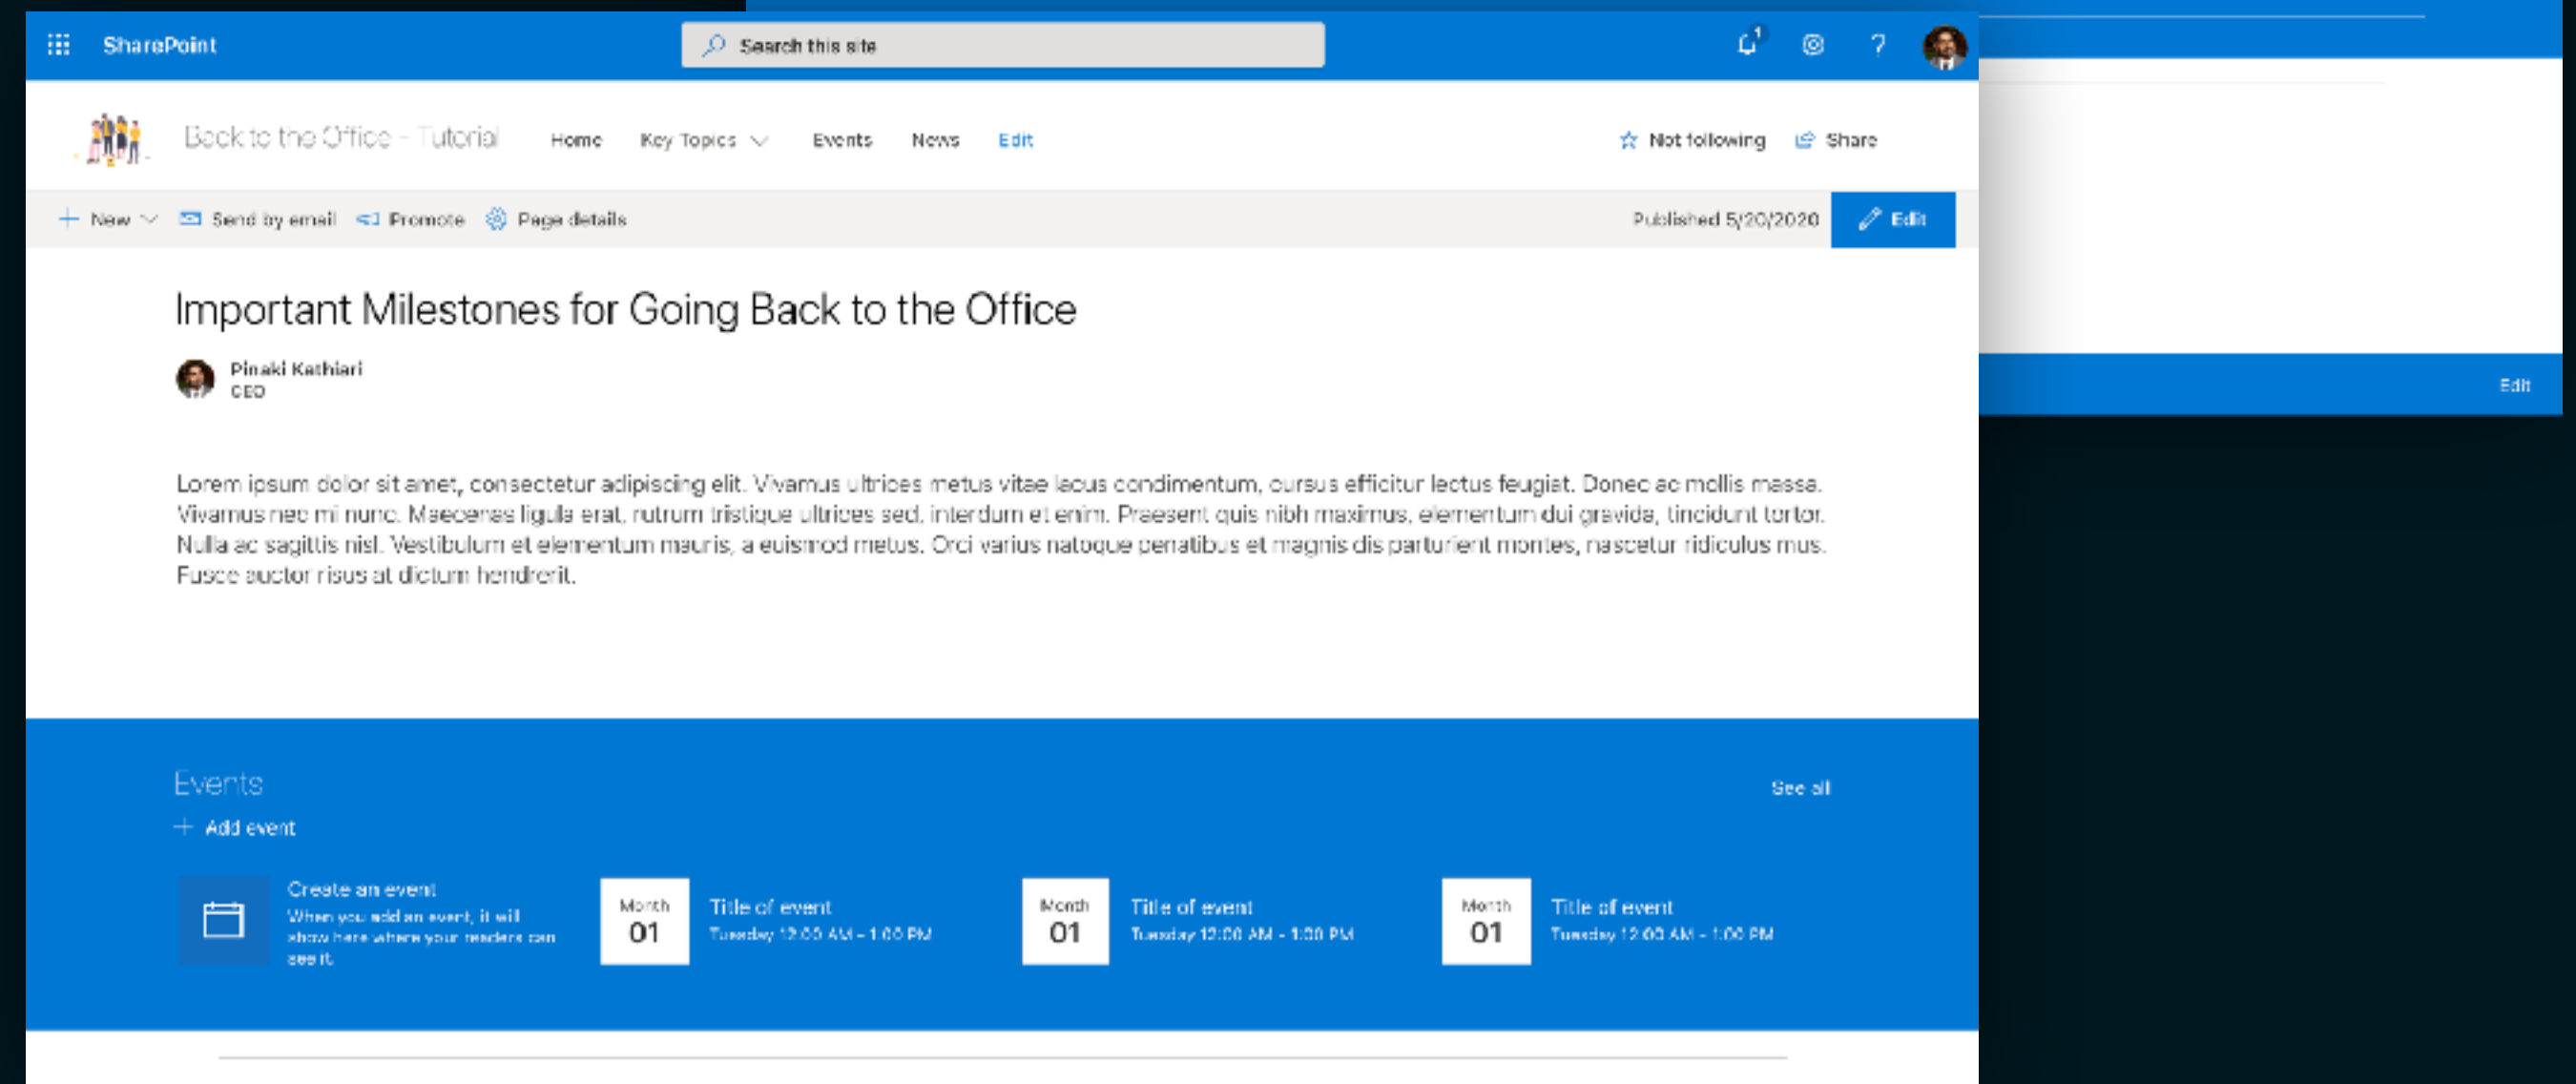 SharePoint
Search this site
1
?
Back to the Office - Tutorial
Home
Key Topics
Events
News
Edit
Not following
Share
New
Send by email
Promote
Page details
Published 5/20/2020
Edit
Edit
Important Milestones for Going Back to the Office
Pinaki Kathiari
CEO
Lorem ipsum dolor sit amet, consectetur adipiscing elit. Vivamus ultrices metus vitae lacus condimentum, cursus efficitur lectus feugiat. Donec ac mollis massa.
Vivamus nec mi nunc. Maecenas ligula erat, rutrum tristique ultrices sed, interdum et enim. Praesent quis nibh maximus, elementum dui gravida, tincidunt tortor.
Nulla ac sagittis nisl. Vestibulum et elementum mauris, a euismod metus. Orci varius natoque penatibus et magnis dis parturient montes, nascetur ridiculus mus.
Fusce auctor risus at dictum hendrerit.
Events
See all
Add event
Create an event
When you add an event, it will
show here where your readers can
see it.
Month
01
Title of event
Tuesday 12:00 AM - 1:00 PM
Month
01
Title of event
Tuesday 12:00 AM - 1:00 PM
Month
01
Title of event
Tuesday 12:00 AM - 1:00 PM